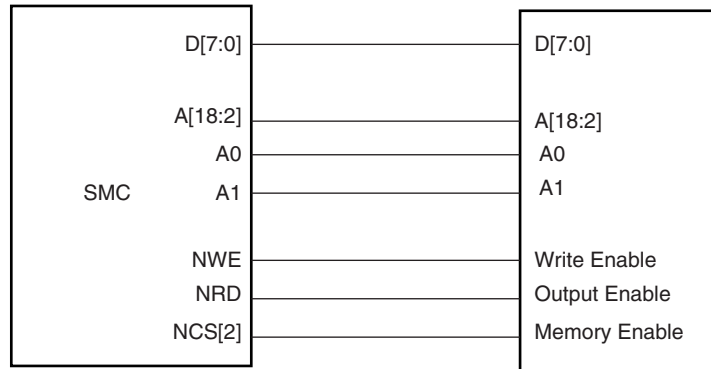 D[7:0] D[7:0]
A[18:2] A[18:2]
A0 A0
SMC A1 A1
NWE Write Enable
NRD Output Enable
NCS[2] Memory Enable